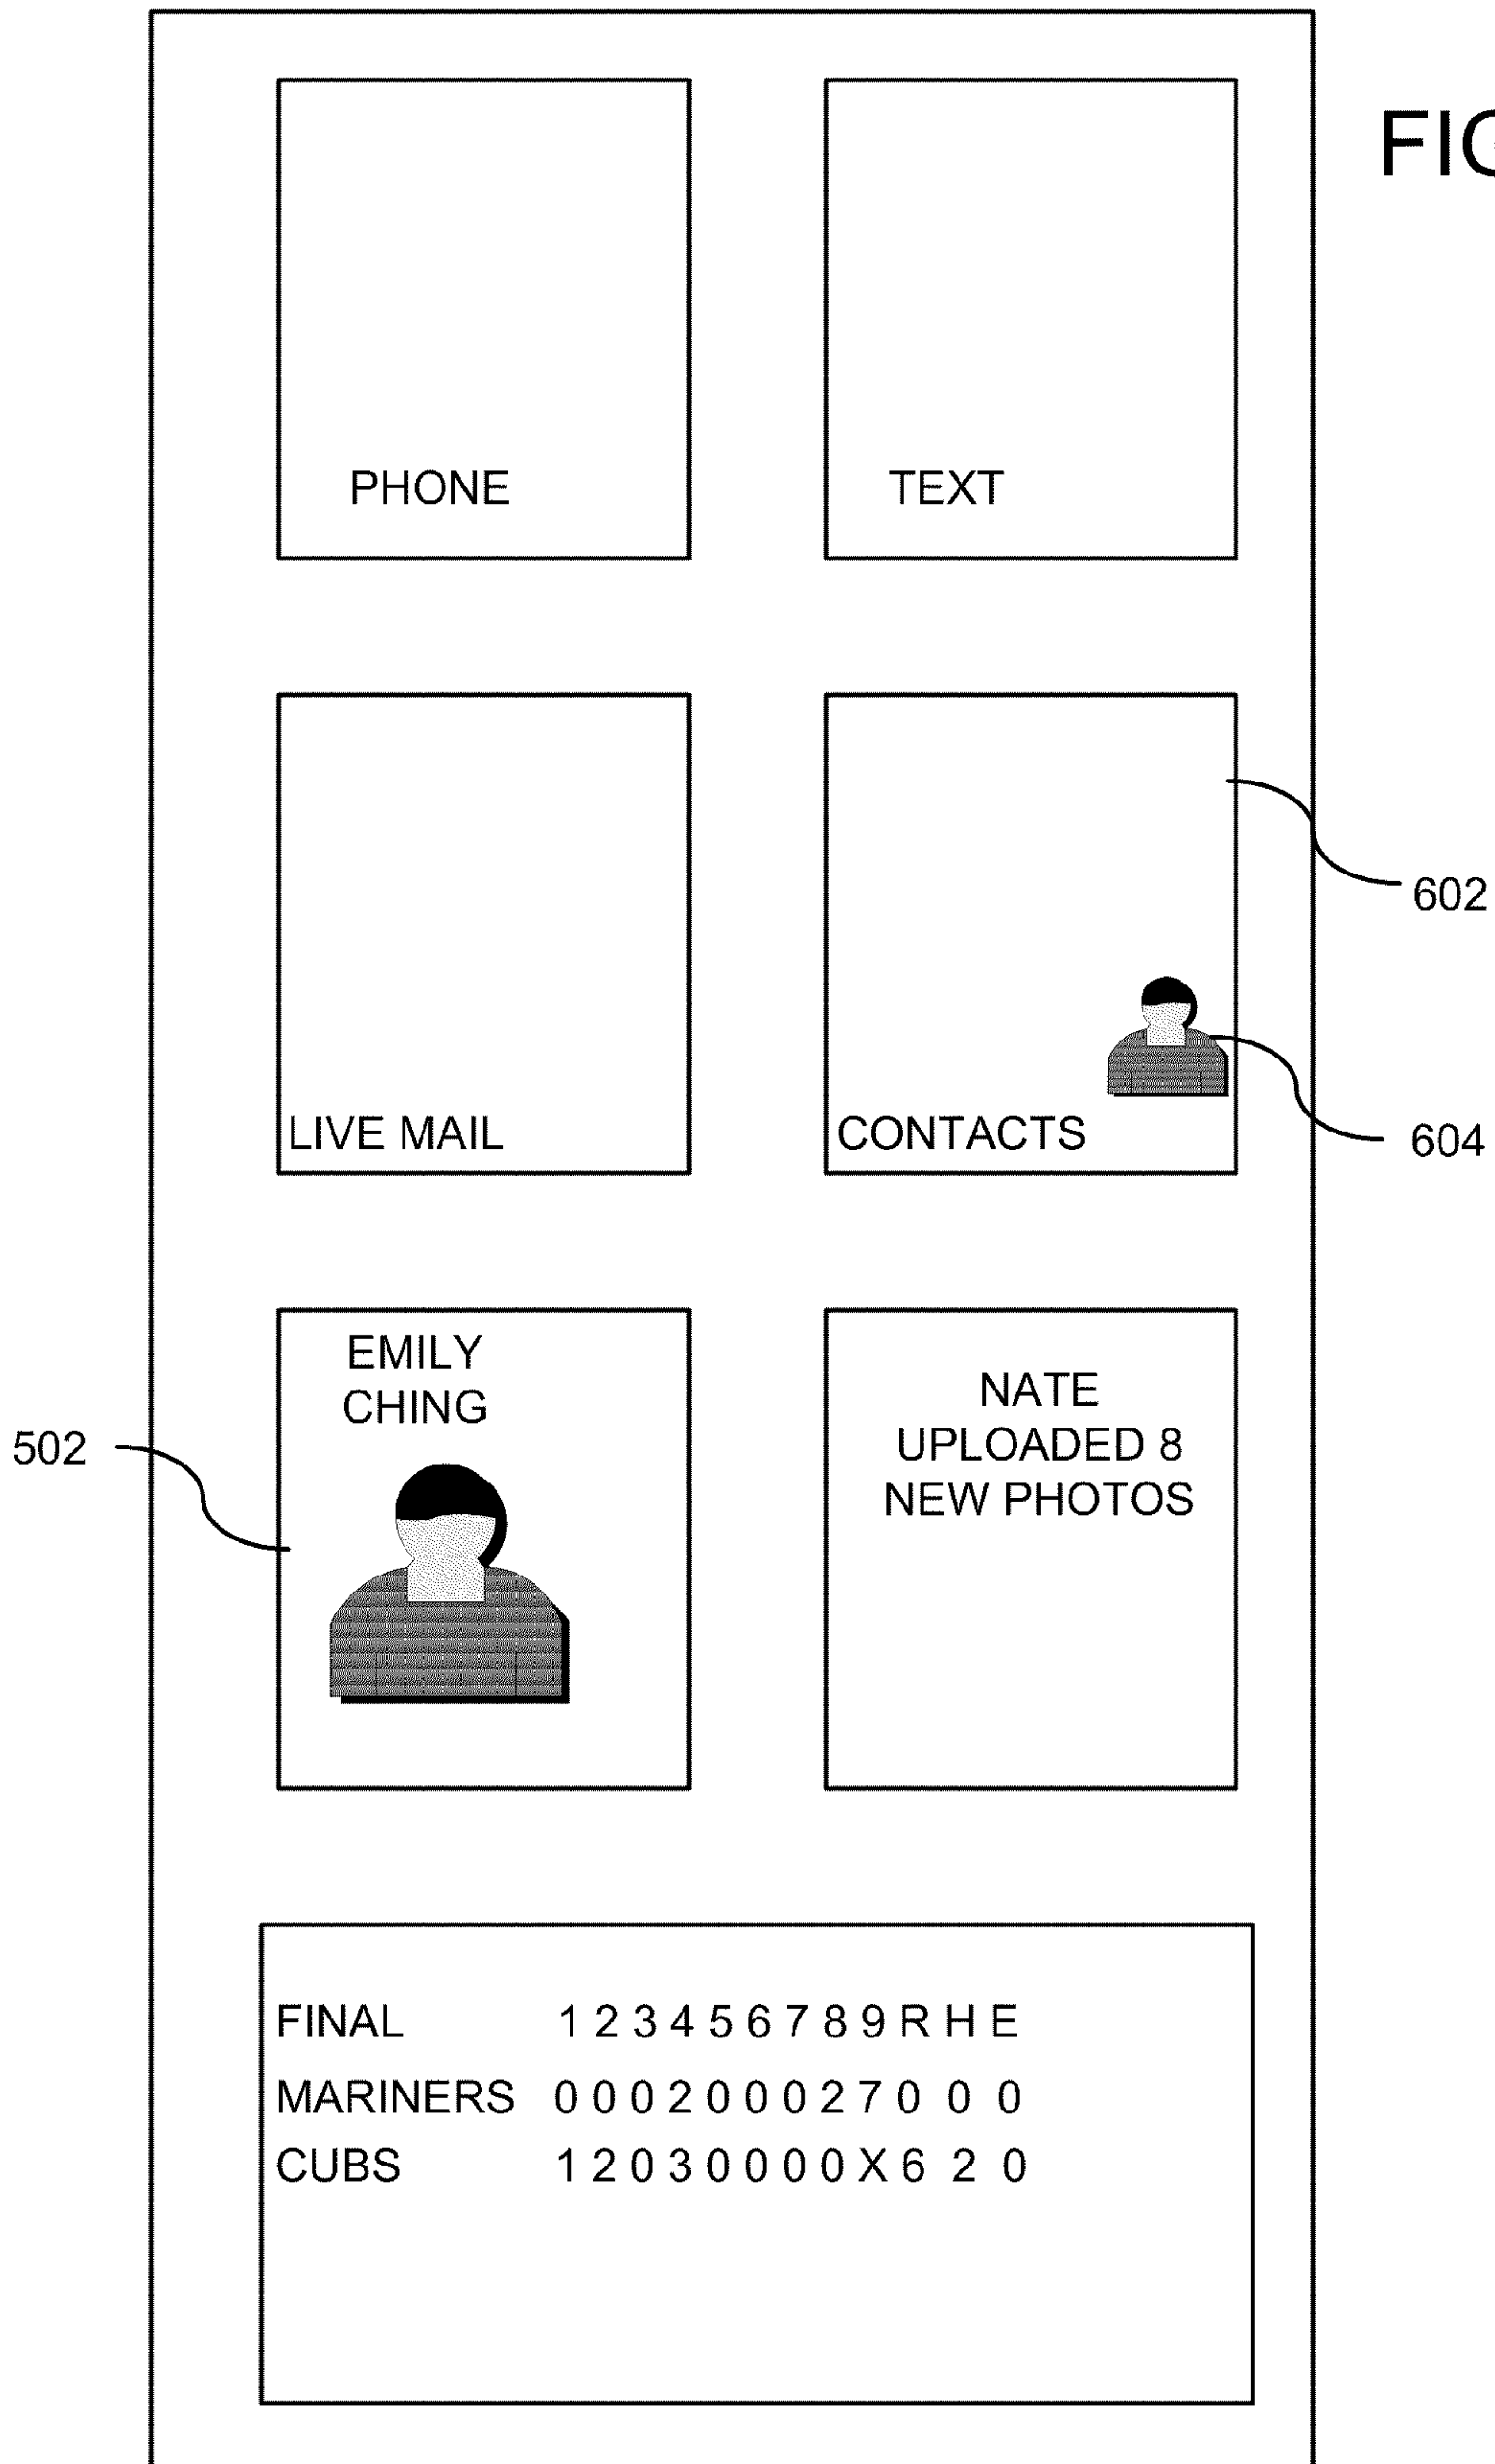 FIG
PHONE
TEXT
602
LIVE MAIL
CONTACTS
604
EMILY
CHING
NATE
UPLOADED 8
NEW PHOTOS
502
FINAL 1 2 3 4 5 6 7 8 9 R H E
MARINERS 0 0 0 2 0 0 0 2 7 0 0 0
CUBS 1 2 0 3 0 0 0 0 X 6 2 0